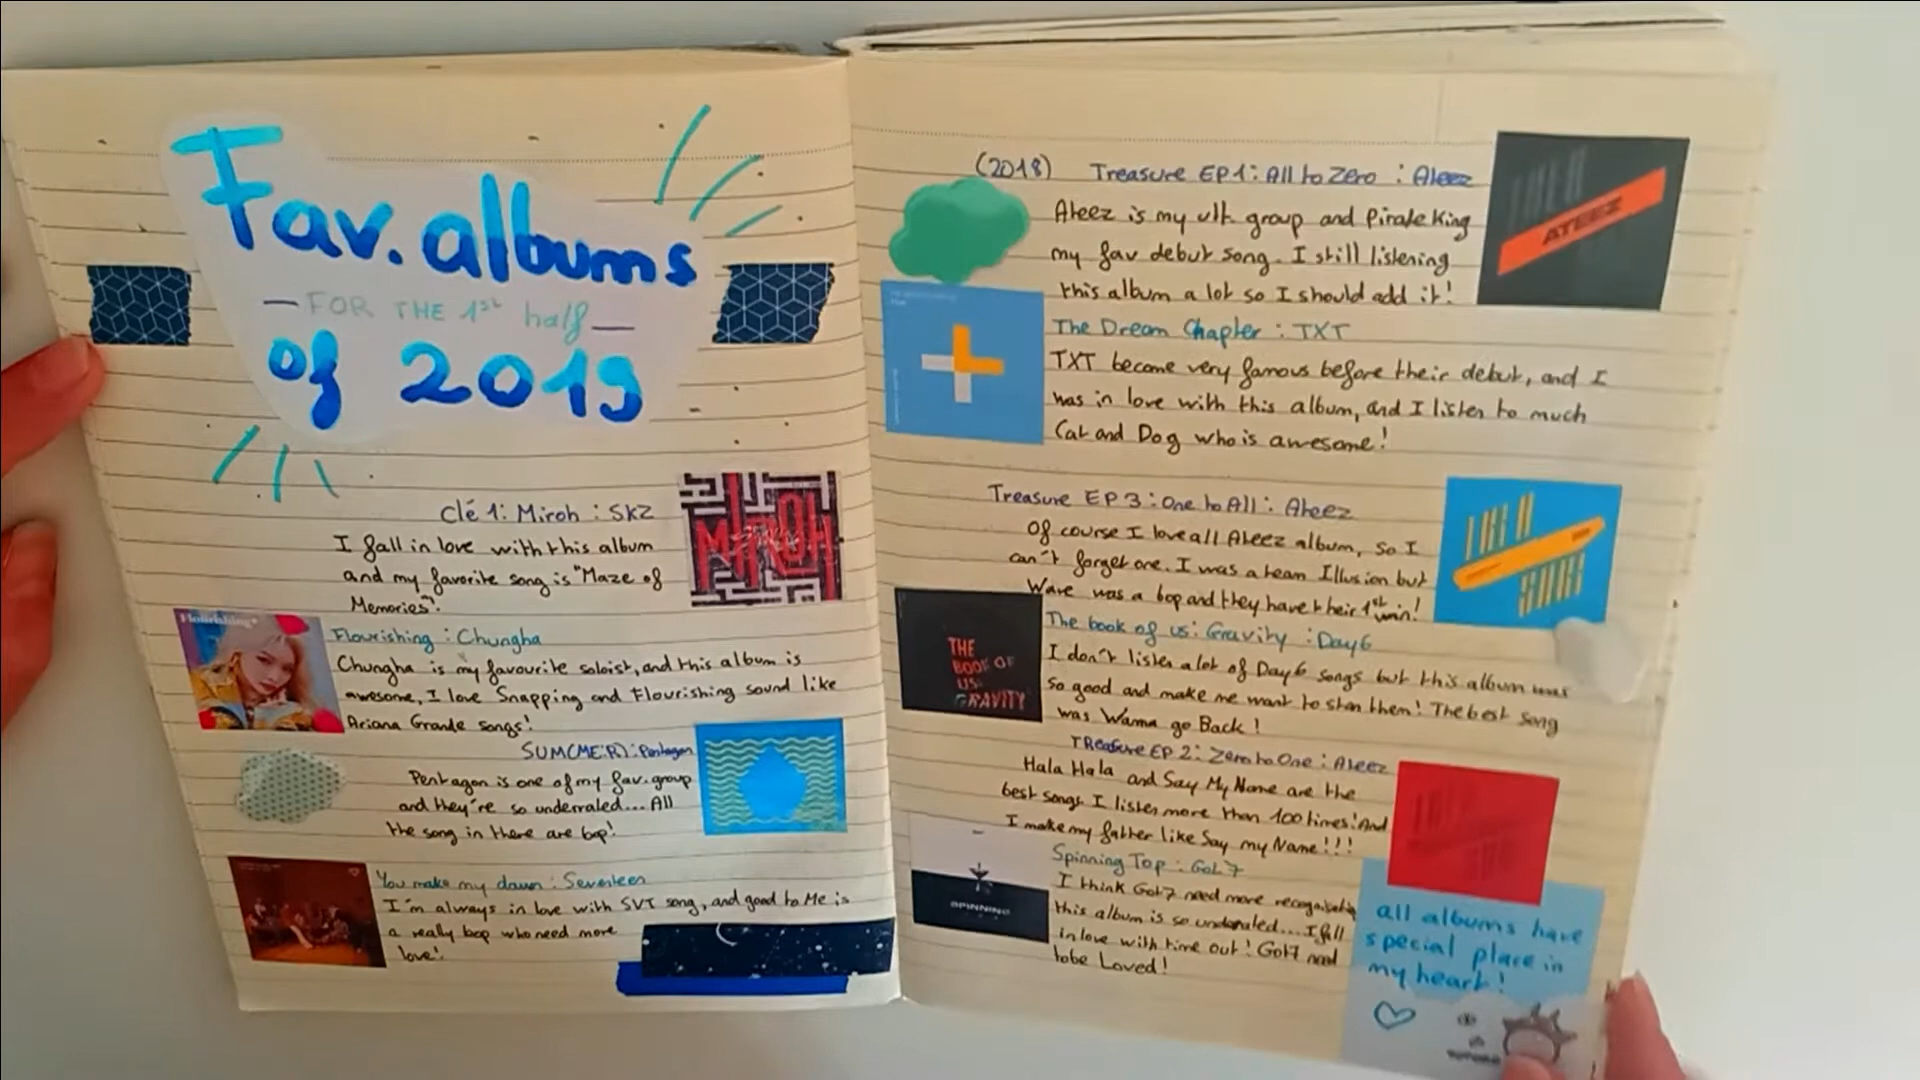 Fav. albums
— FOR THE 1st half —
of 2019
Clé 1: Miroh : SKZ
I fall in love with this album
and my favorite song is "Maze of
Memories"!
MIROH
Flourishing*
Flourishing : Chungha
Chungha is my favourite soloist, and this album is
awesome, I love Snapping and Flourishing sound like
Ariana Grande songs!
SUM(ME:R) : Pentagon
Pentagon is one of my fav. group
and they're so underraled... All
the song in there are bop!
You make my dawn : Seventeen
I'm always in love with SVT song, and good to Me is
a really bop who need more
love!
(2018) Treasure EP 1: All to Zero : Ateez
Ateez is my ult group and Pirate King
my fav debut song. I still listening
this album a lot so I should add it!
ATEEZ
The Dream Chapter : TXT
TXT become very famous before their debut, and I
was in love with this album, and I listen to much
Cat and Dog who is awesome!
Treasure EP 3 : One to All : Ateez
Of course I love all Ateez album, so I
can't forget one. I was a team Illusion but
Wave was a bop and they have their 1st win!
THE
BOOK OF
US:
GRAVITY
The book of us: Gravity : Day6
I don't listen a lot of Day6 songs but this album was
so good and make me want to stan them! The best song
was Wanna go Back!
TReasure EP 2: Zero to One : Ateez
Hala Hala and Say My Name are the
best songs I listen more than 100 times! And
I make my father like Say my Name!!!
SPINNING
Spinning Top : Got 7
I think Got7 need more
this album is so underaled... I fall
in love with time out! Got7 need
tobe Loved!
all albums have
special place in
my heart!